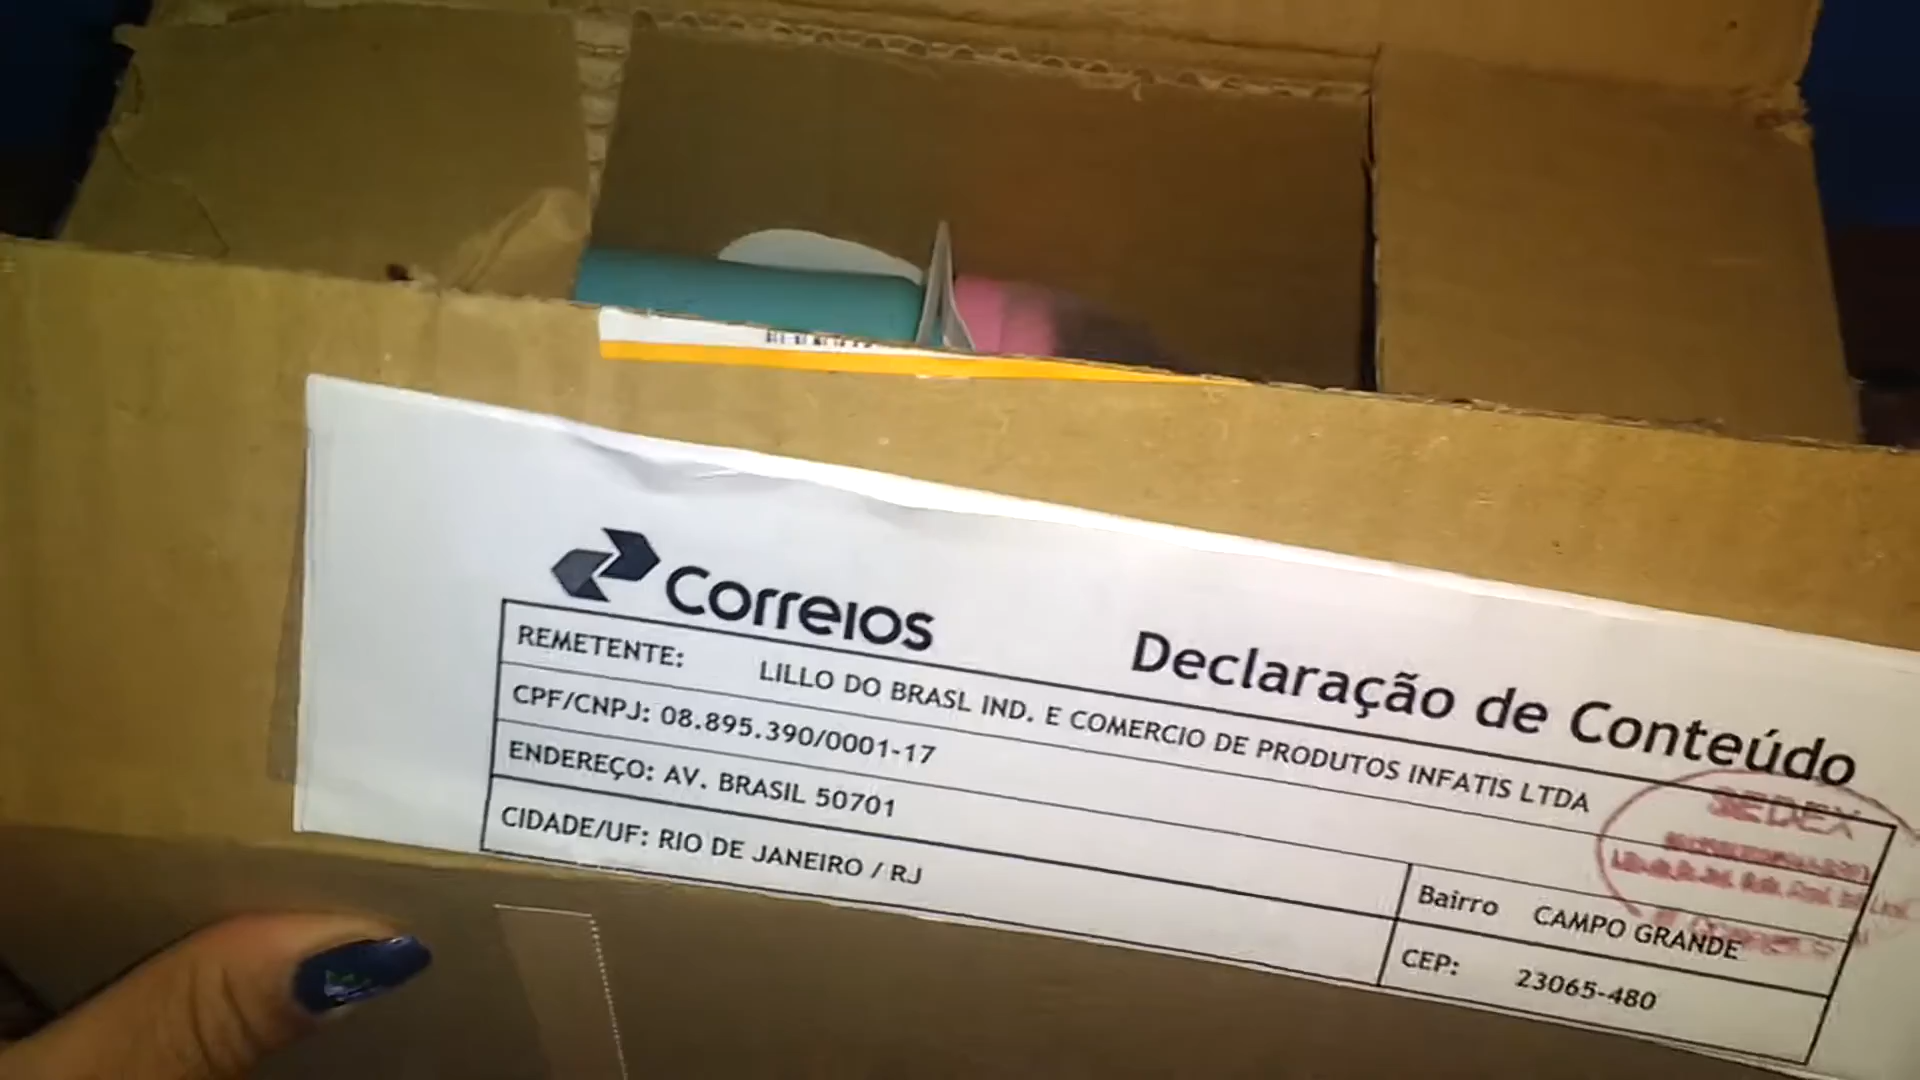 Correios
Declaração de Conteúdo
REMETENTE: LILLO DO BRASL IND. E COMERCIO DE PRODUTOS INFATIS LTDA
CPF/CNPJ: 08.895.390/0001-17
ENDEREÇO: AV. BRASIL 50701
Bairro CAMPO GRANDE
CIDADE/UF: RIO DE JANEIRO / RJ
CEP: 23065-480
SEDEX